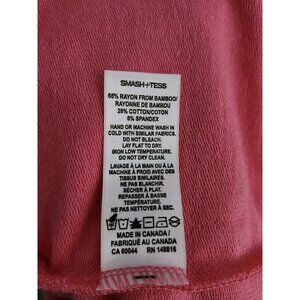 SMASH+TESS
66% RAYON FROM BAMBOO/
RAYONNE DE BAMBOU
28% COTTON/COTON
6% SPANDEX
HAND OR MACHINE WASH IN
COLD WITH SIMILAR FABRICS.
DO NOT BLEACH.
LAY FLAT TO DRY.
IRON LOW TEMPERATURE.
DO NOT DRY CLEAN.
LAVAGE À LA MAIN OU À LA
MACHINE À FROID AVEC DES
TISSUS SIMILAIRES.
NE PAS BLANCHIR.
SÉCHER À PLAT.
REPASSER À BASSE
TEMPÉRATURE.
NE PAS NETTOYER À SEC.
MADE IN CANADA/
FABRIQUÉ AU CANADA
CA 60044 RN 148816